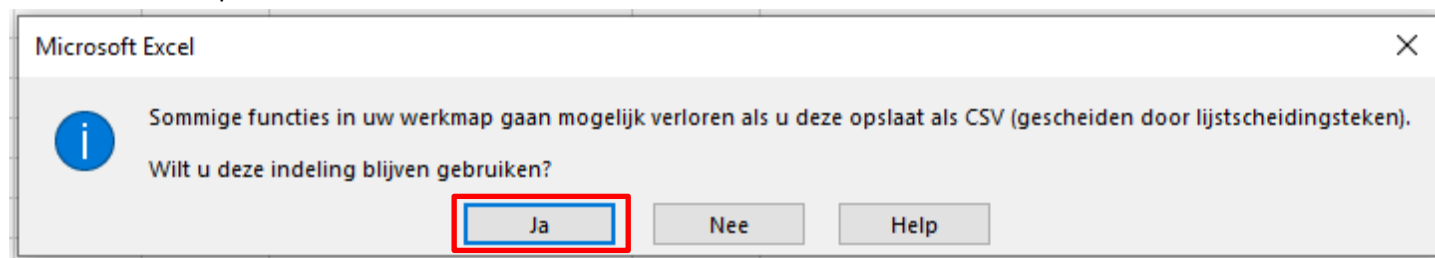 Microsoft Excel
Sommige functies in uw werkmap gaan mogelijk verloren als u deze opslaat als CSV (gescheiden door lijstscheidingsteken).
Wilt u deze indeling blijven gebruiken?
Ja
Nee
Help